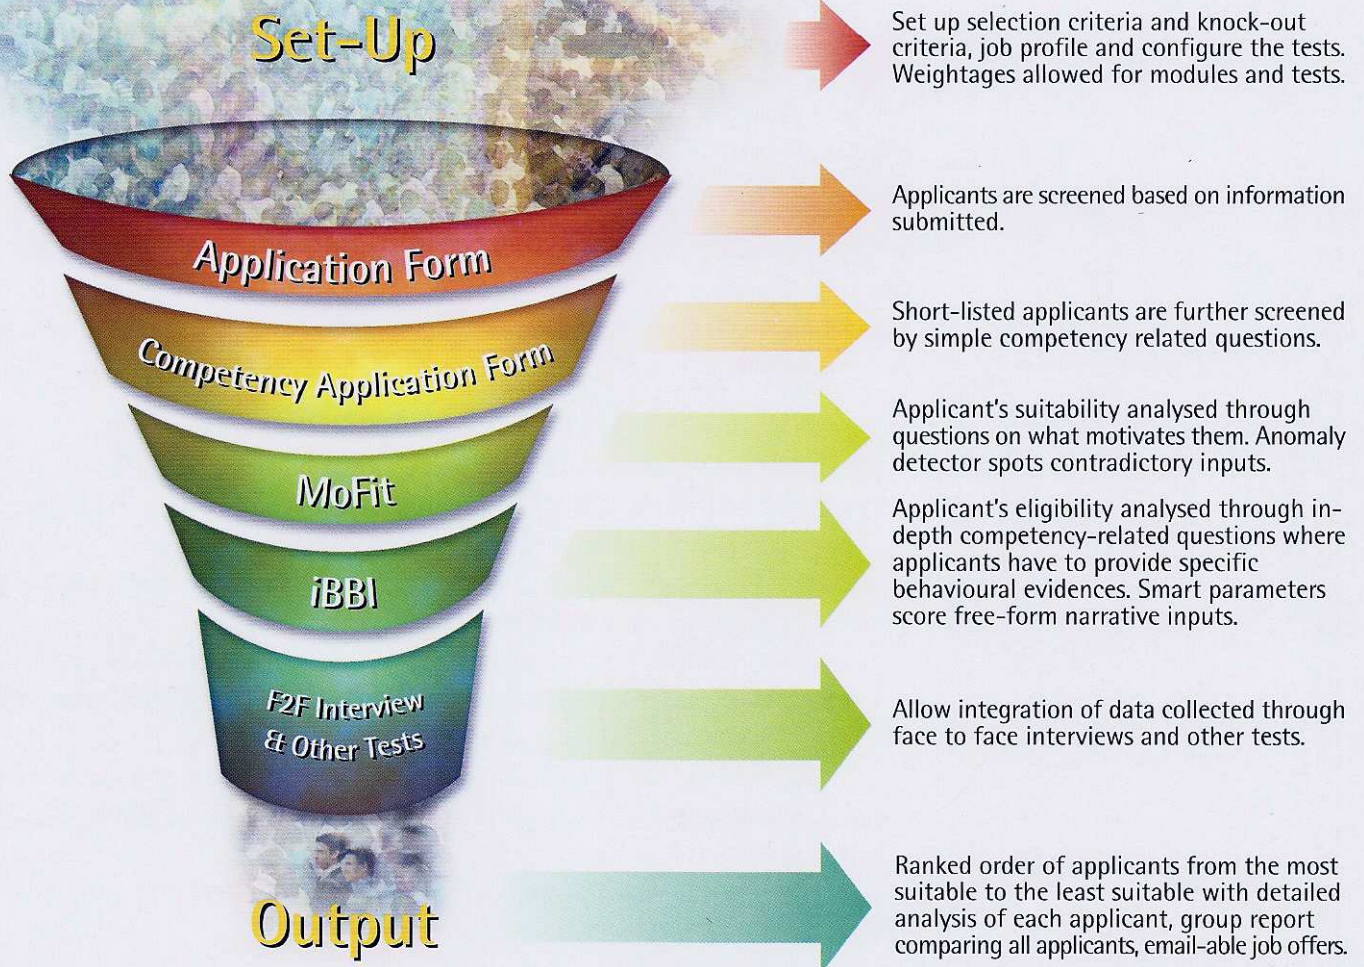 Set-Up
Set up selection criteria and knock-out
criteria, job profile and configure the tests.
Weightages allowed for modules and tests.
Application Form
Applicants are screened based on information
submitted.
Competency Application Form
Short-listed applicants are further screened
by simple competency related questions.
MoFit
Applicant's suitability analysed through
questions on what motivates them. Anomaly
detector spots contradictory inputs.
iBBI
Applicant's eligibility analysed through in-
depth competency-related questions where
applicants have to provide specific
behavioural evidences. Smart parameters
score free-form narrative inputs.
F2F Interview
& Other Tests
Allow integration of data collected through
face to face interviews and other tests.
Output
Ranked order of applicants from the most
suitable to the least suitable with detailed
analysis of each applicant, group report
comparing all applicants, email-able job offers.